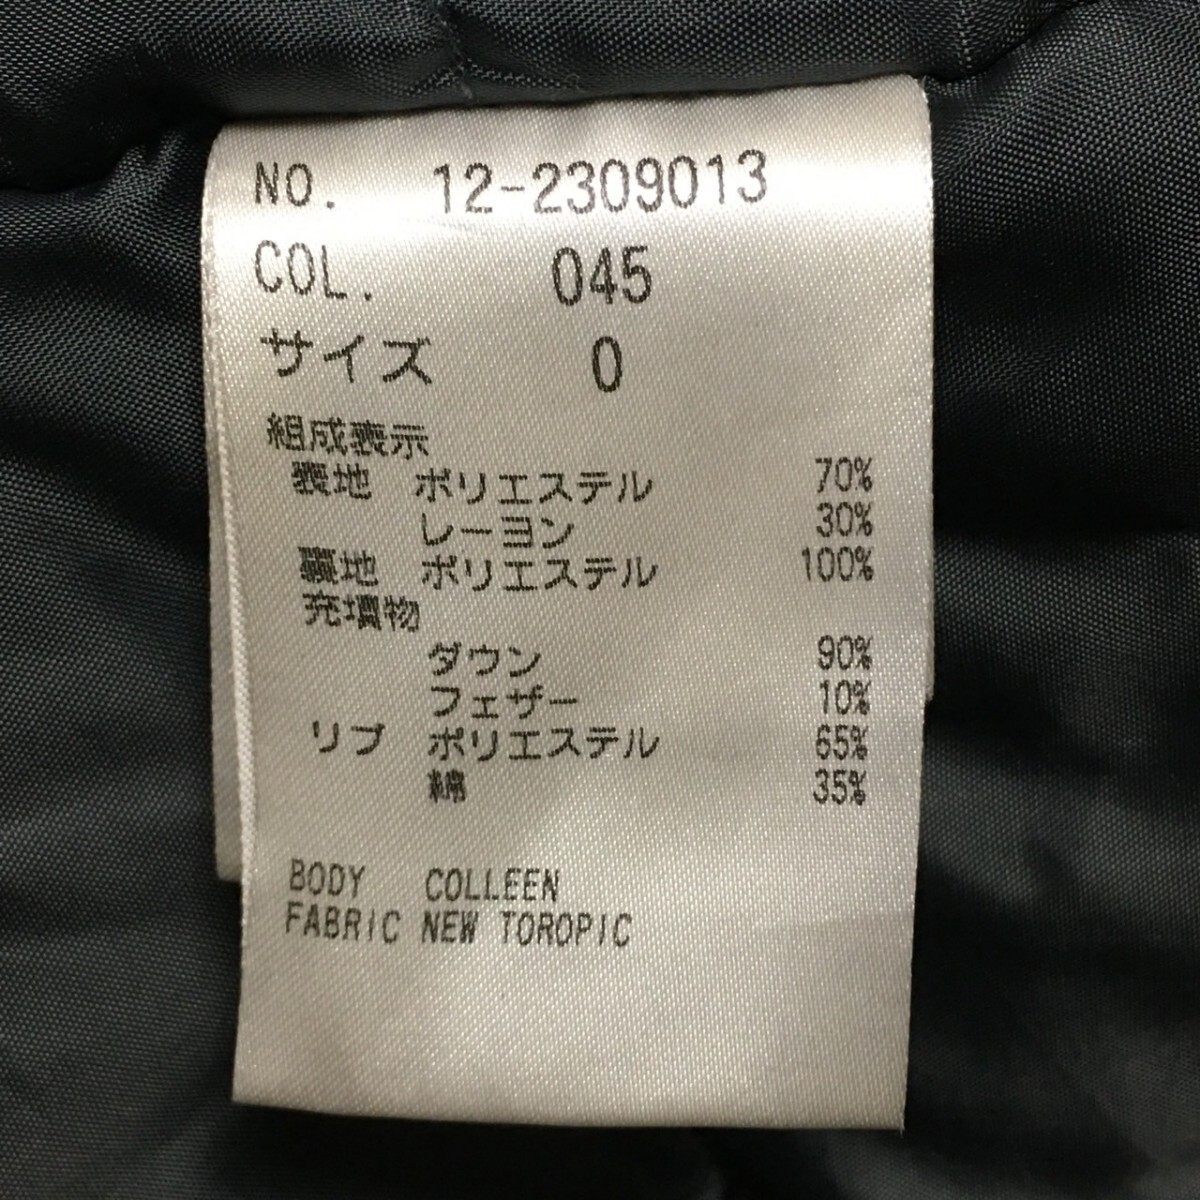 NO. 12-2309013
COL. 045
サイズ 0
組成表示
表地 ポリエステル 70%
レーヨン 30%
裏地 ポリエステル 100%
充填物
ダウン 90%
フェザー 10%
リブ ポリエステル 65%
綿 35%
BODY COLLEEN
FABRIC NEW TOROPIC